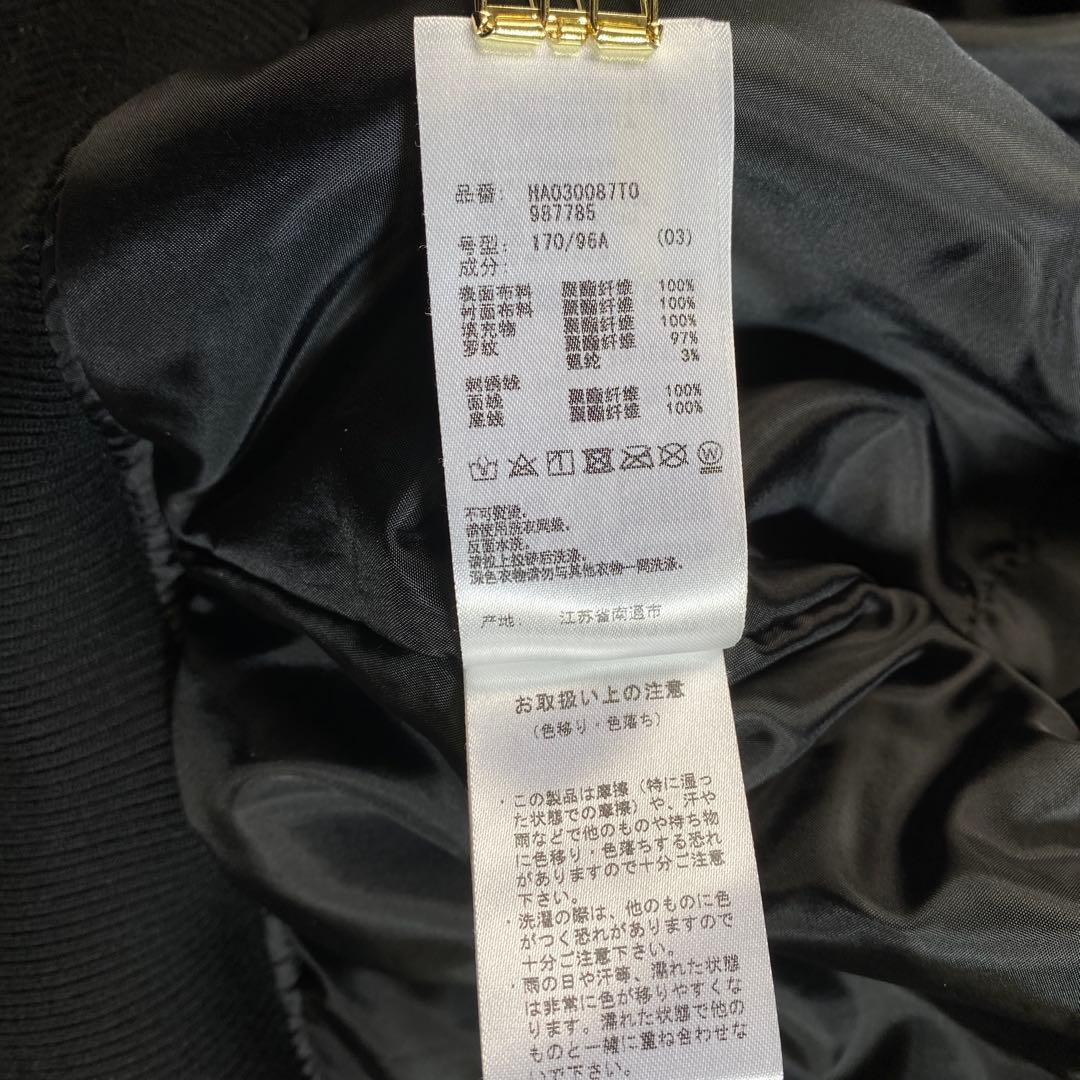 品番: HA030087T0
987785
号型: 170/96A (03)
成分:
表面布料 聚酯纤维 100%
衬面布料 聚酯纤维 100%
填充物 聚酯纤维 100%
罗纹 聚酯纤维 97%
氨纶 3%
刺绣线
面线 聚酯纤维 100%
底线 聚酯纤维 100%
W
不可熨烫。
请使用洗衣网袋。
反面水洗。
请拉上拉链后洗涤。
深色衣物请勿与其他衣物一同洗涤。
产地: 江苏省南通市
お取扱い上の注意
(色移り・色落ち)
・この製品は摩擦(特に湿っ
た状態での摩擦)や、汗や
雨などで他のものや持ち物
に色移り・色落ちする恐れ
がありますので十分ご注意
下さい。
・洗濯の際は、他のものに色
がつく恐れがありますので
十分ご注意下さい。
・雨の日や汗等、濡れた状態
は非常に色が移りやすくな
ります。濡れた状態で他の
ものと一緒に重ね合わせな
いで下さい。